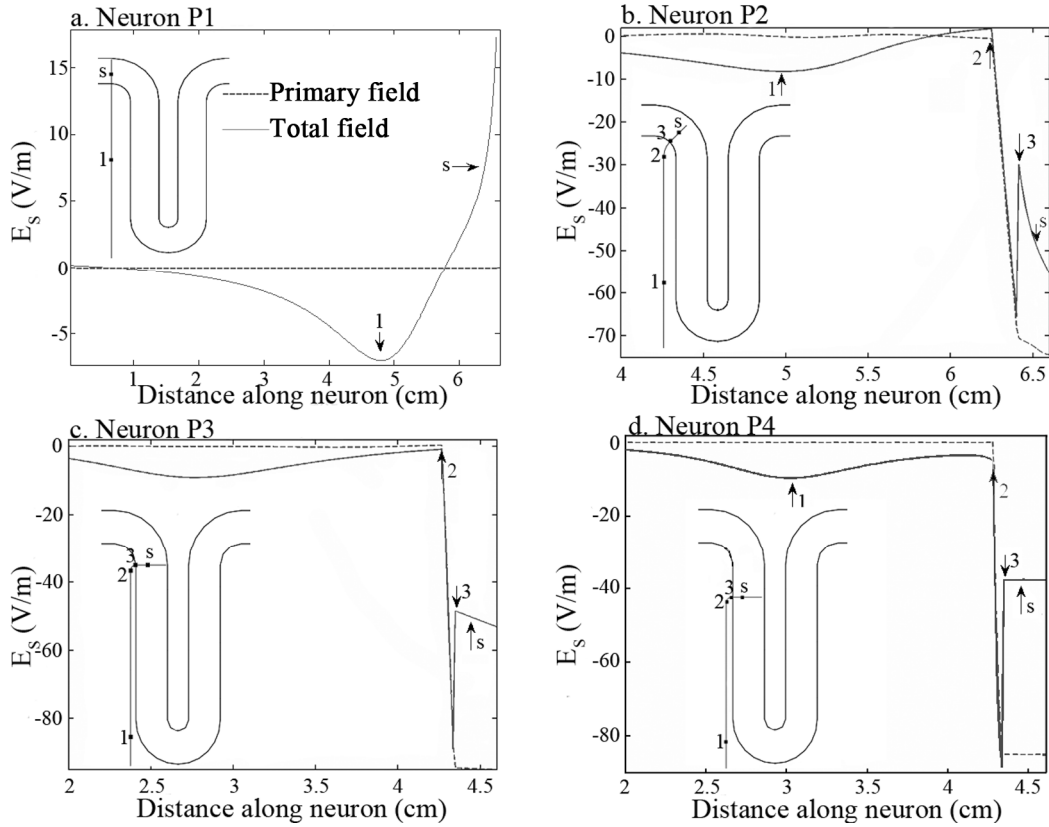 a. Neuron P1
15
10
5
0
-5
E_S (V/m)
s
1
Primary field
Total field
s
1
1 2 3 4 5 6
Distance along neuron (cm)
b. Neuron P2
0
-10
-20
-30
-40
-50
-60
-70
E_S (V/m)
1
2
3
s
3
s
2
1
4 4.5 5 5.5 6 6.5
Distance along neuron (cm)
c. Neuron P3
0
-20
-40
-60
-80
E_S (V/m)
2
3
s
3
s
2
1
2 2.5 3 3.5 4 4.5
Distance along neuron (cm)
d. Neuron P4
0
-20
-40
-60
-80
E_S (V/m)
1
2
3
s
3
s
2
1
2 2.5 3 3.5 4 4.5
Distance along neuron (cm)